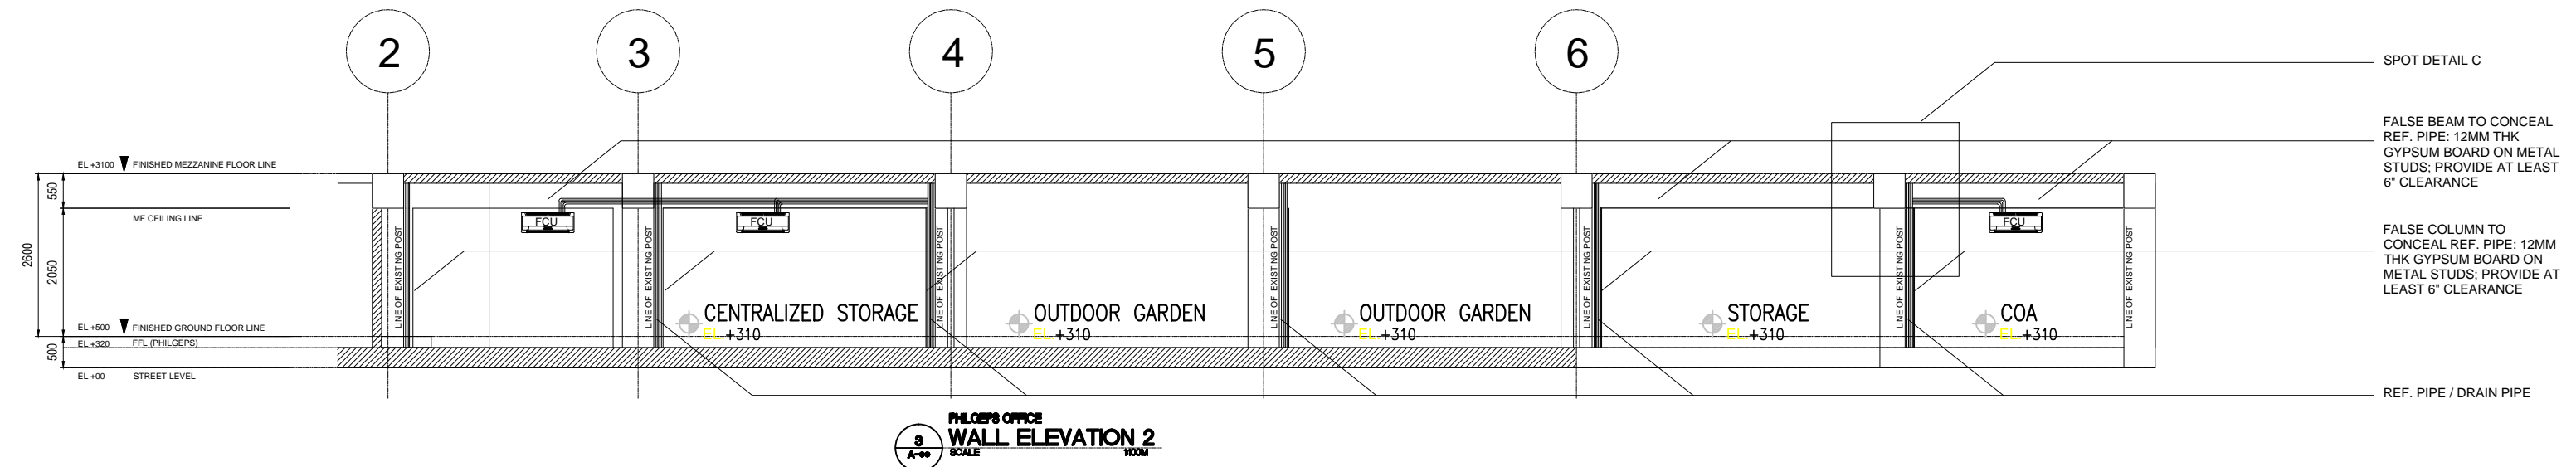 2
3
4
5
6
SPOT DETAIL C
FALSE BEAM TO CONCEAL
REF. PIPE: 12MM THK
GYPSUM BOARD ON METAL
STUDS; PROVIDE AT LEAST
6" CLEARANCE
EL +3100 FINISHED MEZZANINE FLOOR LINE
550
MF CEILING LINE
2600
2050
FCU
FCU
FCU
LINE OF EXISTING POST
LINE OF EXISTING POST
LINE OF EXISTING POST
LINE OF EXISTING POST
LINE OF EXISTING POST
LINE OF EXISTING POST
LINE OF EXISTING POST
FALSE COLUMN TO
CONCEAL REF. PIPE: 12MM
THK GYPSUM BOARD ON
METAL STUDS; PROVIDE AT
LEAST 6" CLEARANCE
CENTRALIZED STORAGE
EL +310
OUTDOOR GARDEN
EL +310
OUTDOOR GARDEN
EL +310
STORAGE
EL +310
COA
EL +310
EL +500 FINISHED GROUND FLOOR LINE
EL +320 FFL (PHILGEPS)
500
EL +00 STREET LEVEL
REF. PIPE / DRAIN PIPE
PHILGEPS OFFICE
3
WALL ELEVATION 2
SCALE